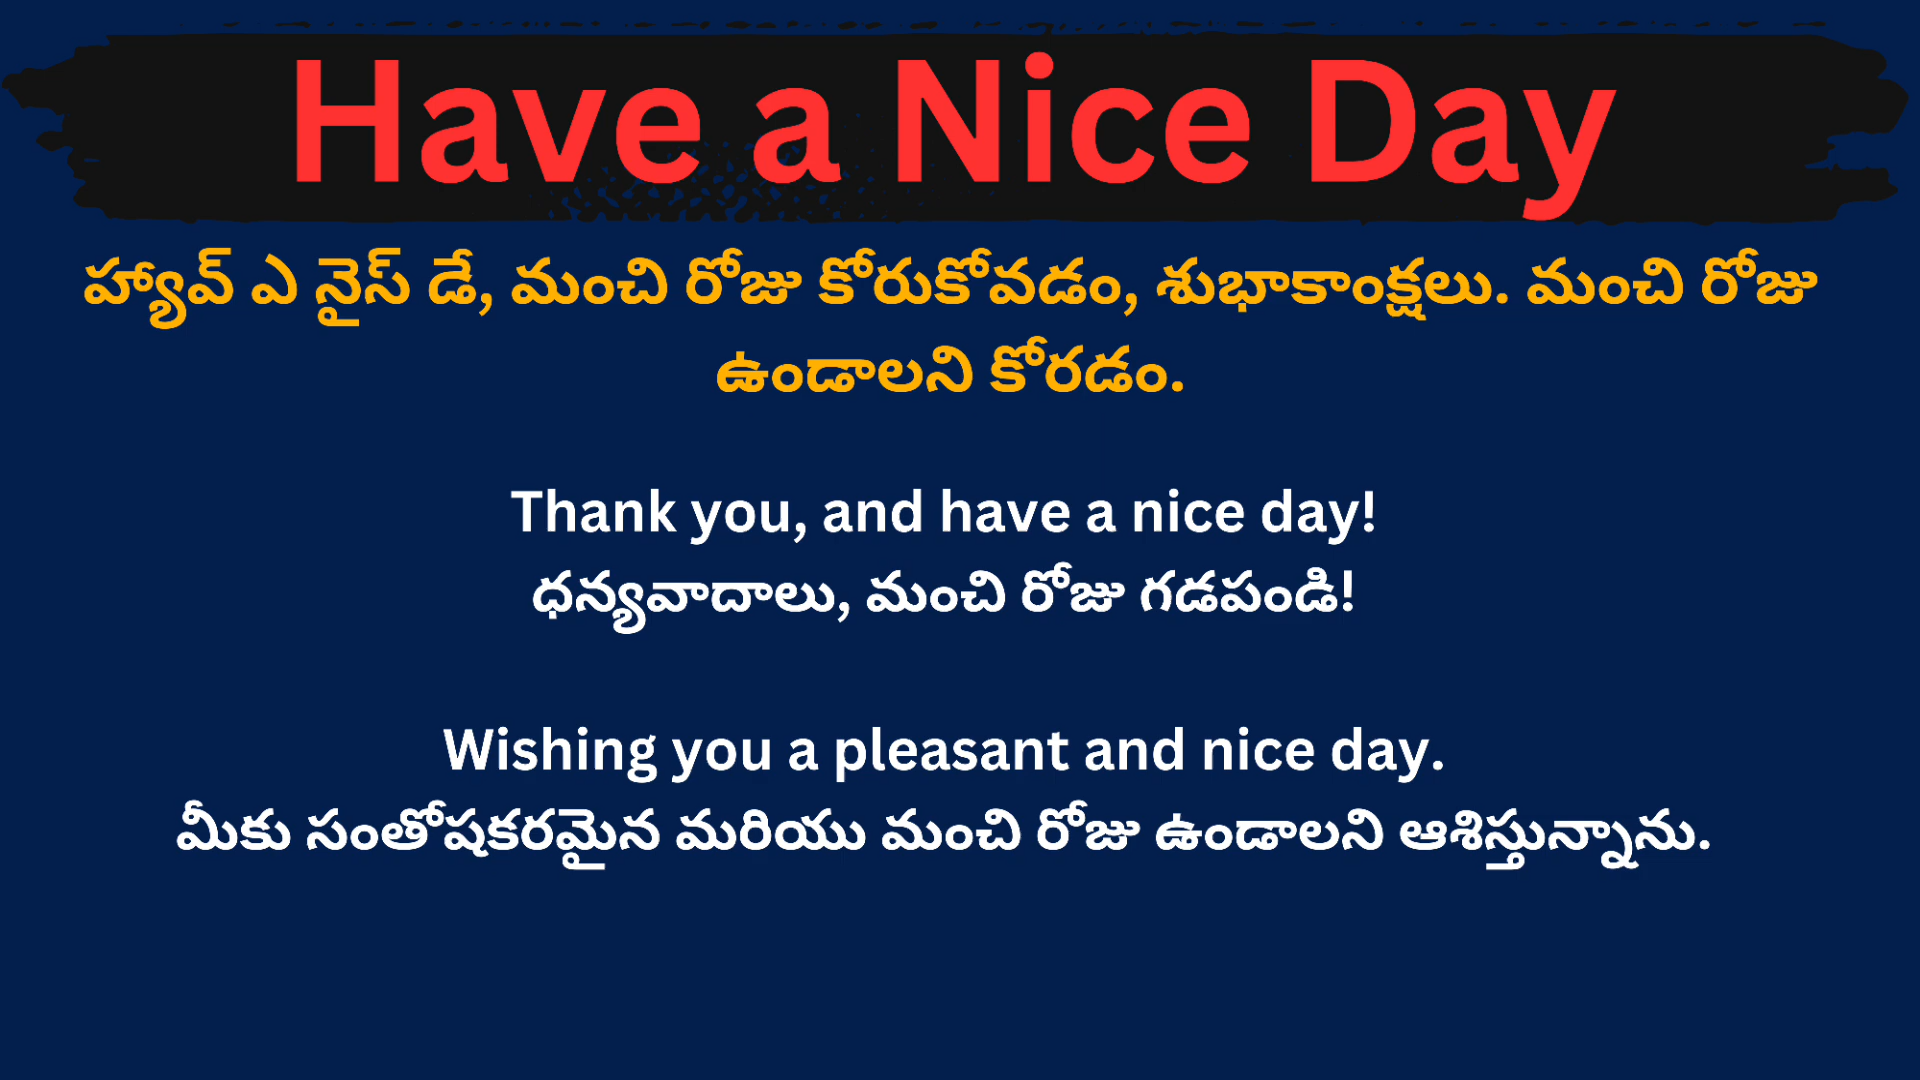 Have a Nice Day
హ్యావ్ ఎ నైస్ డే, మంచి రోజు కోరుకోవడం, శుభాకాంక్షలు. మంచి రోజు
ఉండాలని కోరడం.
Thank you, and have a nice day!
ధన్యవాదాలు, మంచి రోజు గడపండి!
Wishing you a pleasant and nice day.
మీకు సంతోషకరమైన మరియు మంచి రోజు ఉండాలని ఆశిస్తున్నాను.